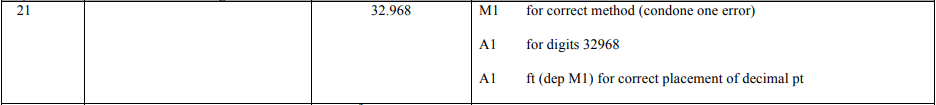 21 32.968 M1 for correct method (condone one error)
A1 for digits 32968
A1 ft (dep M1) for correct placement of decimal pt